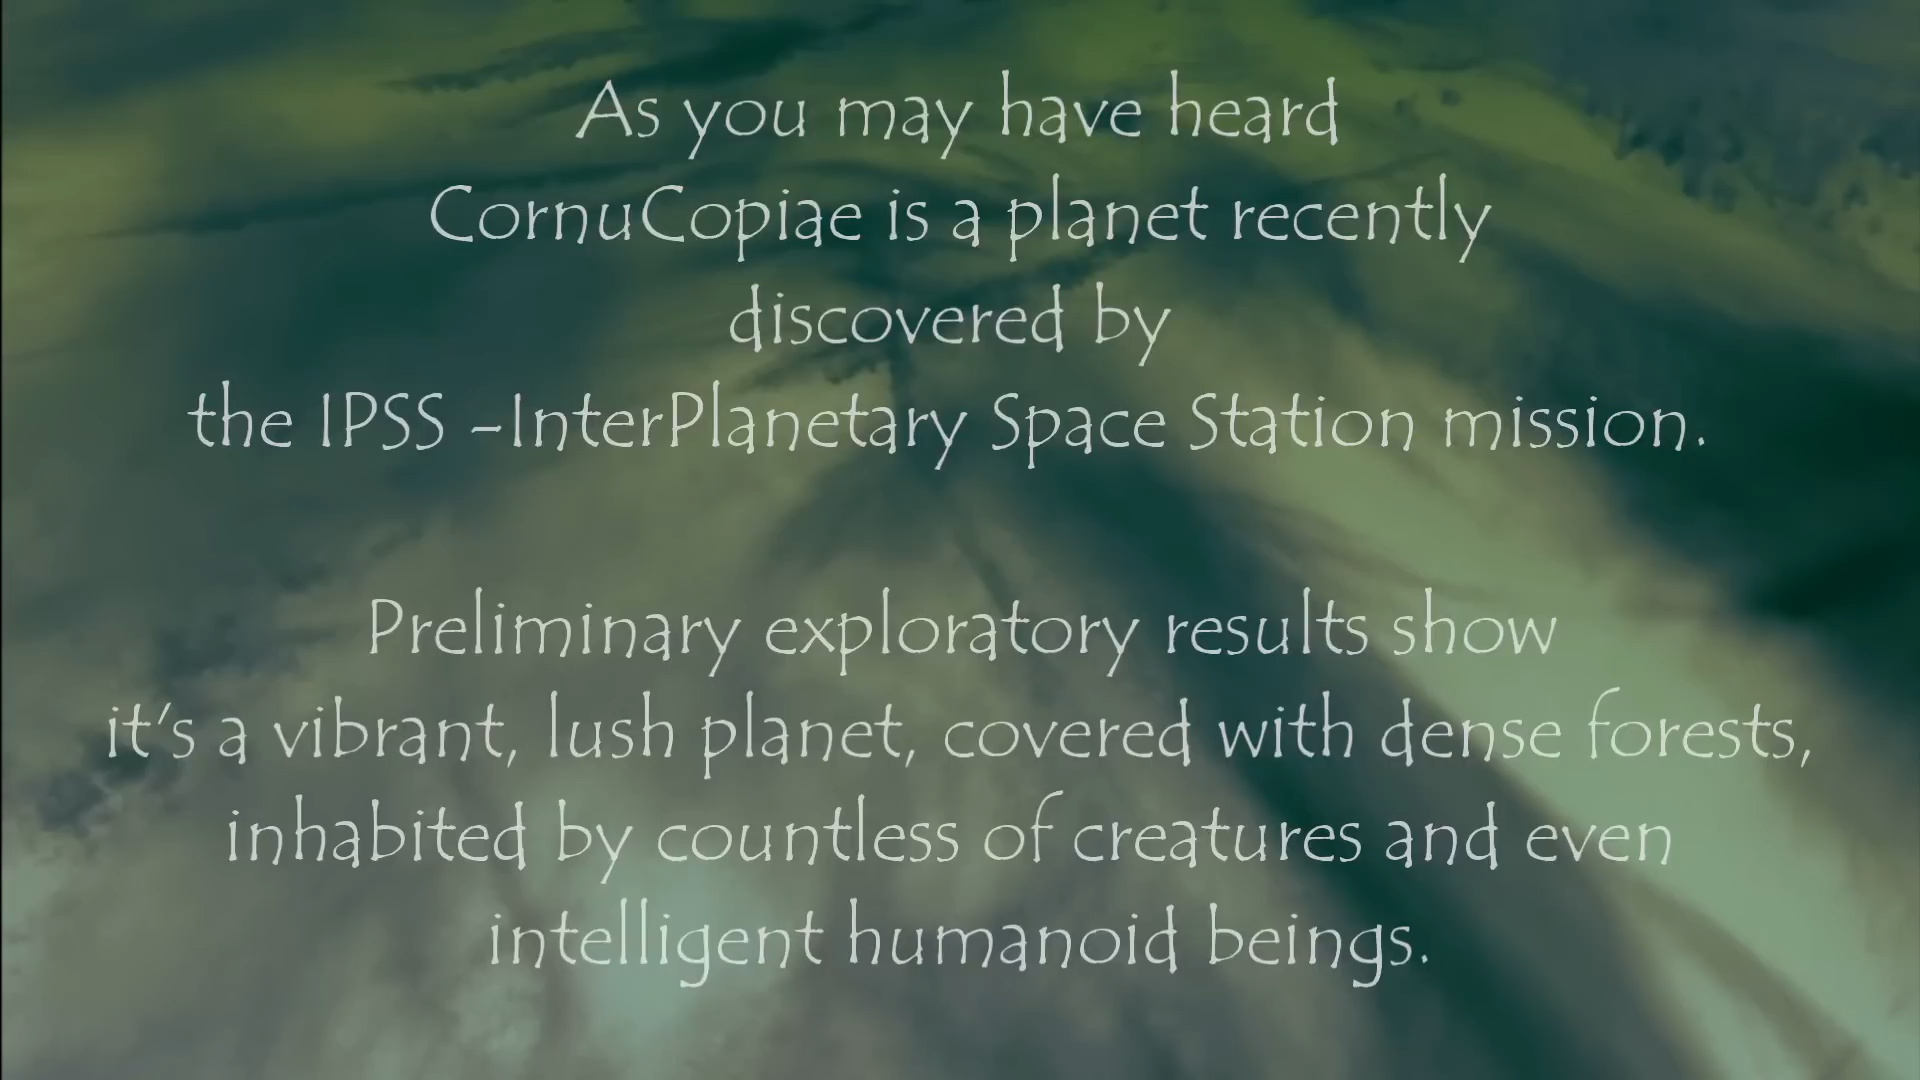 As you may have heard
CornuCopiae is a planet recently
discovered by
the IPSS -InterPlanetary Space Station mission.
Preliminary exploratory results show
it's a vibrant, lush planet, covered with dense forests,
inhabited by countless of creatures and even
intelligent humanoid beings.